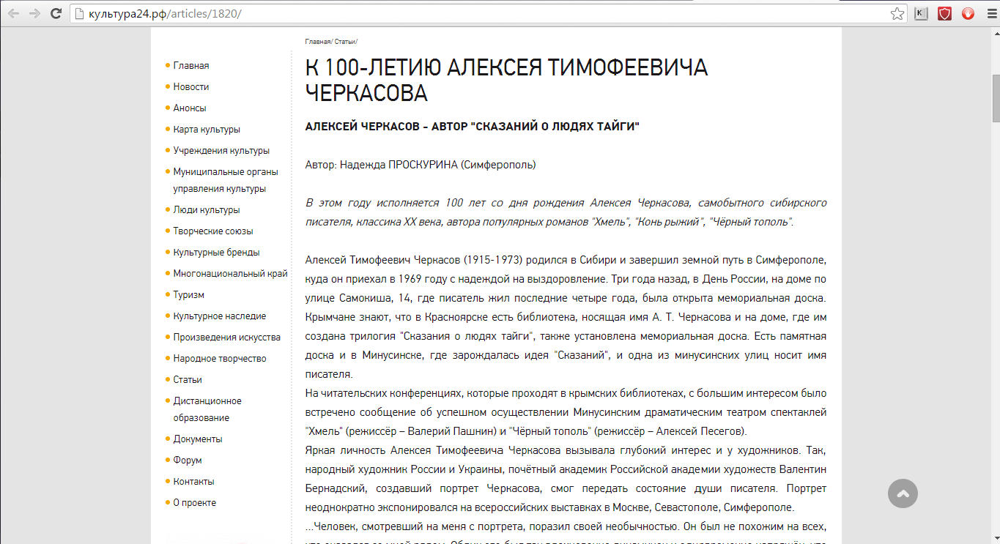 культура24.рф/articles/1820/
Главная/ Статьи/
Главная
Новости
Анонсы
Карта культуры
Учреждения культуры
Муниципальные органы
управления культуры
Люди культуры
Творческие союзы
Культурные бренды
Многонациональный край
Туризм
Культурное наследие
Произведения искусства
Народное творчество
Статьи
Дистанционное
образование
Документы
Форум
Контакты
О проекте
К 100-ЛЕТИЮ АЛЕКСЕЯ ТИМОФЕЕВИЧА
ЧЕРКАСОВА
АЛЕКСЕЙ ЧЕРКАСОВ - АВТОР "СКАЗАНИЙ О ЛЮДЯХ ТАЙГИ"
Автор: Надежда ПРОСКУРИНА (Симферополь)
В этом году исполняется 100 лет со дня рождения Алексея Черкасова, самобытного сибирского
писателя, классика XX века, автора популярных романов "Хмель", "Конь рыжий", "Чёрный тополь".
Алексей Тимофеевич Черкасов (1915-1973) родился в Сибири и завершил земной путь в Симферополе,
куда он приехал в 1969 году с надеждой на выздоровление. Три года назад, в День России, на доме по
улице Самокиша, 14, где писатель жил последние четыре года, была открыта мемориальная доска.
Крымчане знают, что в Красноярске есть библиотека, носящая имя А. Т. Черкасова и на доме, где им
создана трилогия "Сказания о людях тайги", также установлена мемориальная доска. Есть памятная
доска и в Минусинске, где зарождалась идея "Сказаний", и одна из минусинских улиц носит имя
писателя.
На читательских конференциях, которые проходят в крымских библиотеках, с большим интересом было
встречено сообщение об успешном осуществлении Минусинским драматическим театром спектаклей
"Хмель" (режиссёр – Валерий Пашнин) и "Чёрный тополь" (режиссёр – Алексей Песегов).
Яркая личность Алексея Тимофеевича Черкасова вызывала глубокий интерес и у художников. Так,
народный художник России и Украины, почётный академик Российской академии художеств Валентин
Бернадский, создавший портрет Черкасова, смог передать состояние души писателя. Портрет
неоднократно экспонировался на всероссийских выставках в Москве, Севастополе, Симферополе.
...Человек, смотревший на меня с портрета, поразил своей необычностью. Он был не похожим на всех,